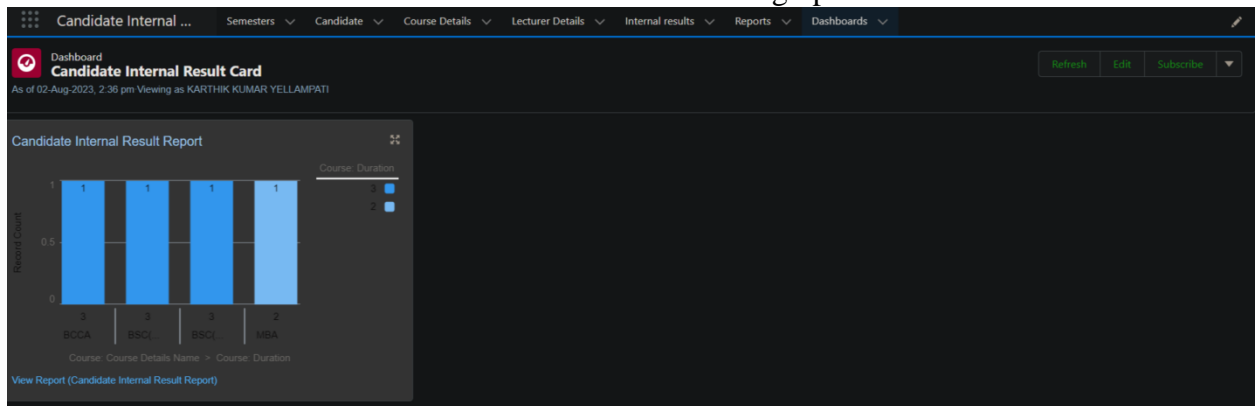 Candidate Internal ... Semesters Candidate Course Details Lecturer Details Internal results Reports Dashboards
Dashboard
Candidate Internal Result Card
As of 02-Aug-2023, 2:36 pm·Viewing as KARTHIK KUMAR YELLAMPATI
Refresh Edit Subscribe
Candidate Internal Result Report
Course: Duration
3
2
Record Count
1
0.5
0
1 1 1 1
3 3 3 2
BCCA BSC(... BSC(... MBA
Course: Course Details Name > Course: Duration
View Report (Candidate Internal Result Report)